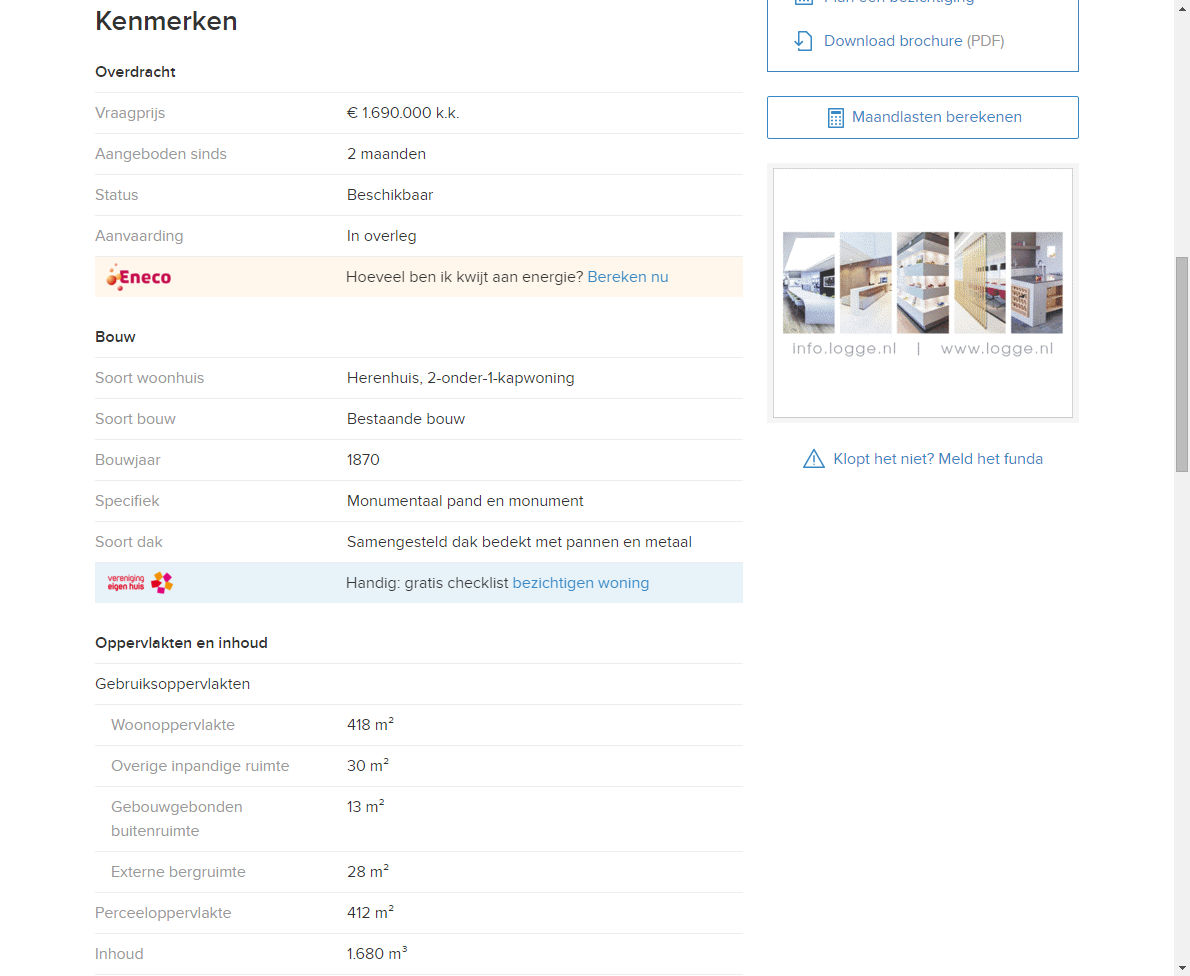 Kenmerken
Overdracht
Vraagprijs € 1.690.000 k.k.
Aangeboden sinds 2 maanden
Status Beschikbaar
Aanvaarding In overleg
Eneco Hoeveel ben ik kwijt aan energie? Bereken nu
Bouw
Soort woonhuis Herenhuis, 2-onder-1-kapwoning
Soort bouw Bestaande bouw
Bouwjaar 1870
Specifiek Monumentaal pand en monument
Soort dak Samengesteld dak bedekt met pannen en metaal
vereniging
eigen huis
Handig: gratis checklist bezichtigen woning
Oppervlakten en inhoud
Gebruiksoppervlakten
Woonoppervlakte 418 m²
Overige inpandige ruimte 30 m²
Gebouwgebonden 13 m²
buitenruimte
Externe bergruimte 28 m²
Perceeloppervlakte 412 m²
Inhoud 1.680 m³
Plan een bezichtiging
Download brochure (PDF)
Maandlasten berekenen
info.logge.nl | www.logge.nl
Klopt het niet? Meld het funda